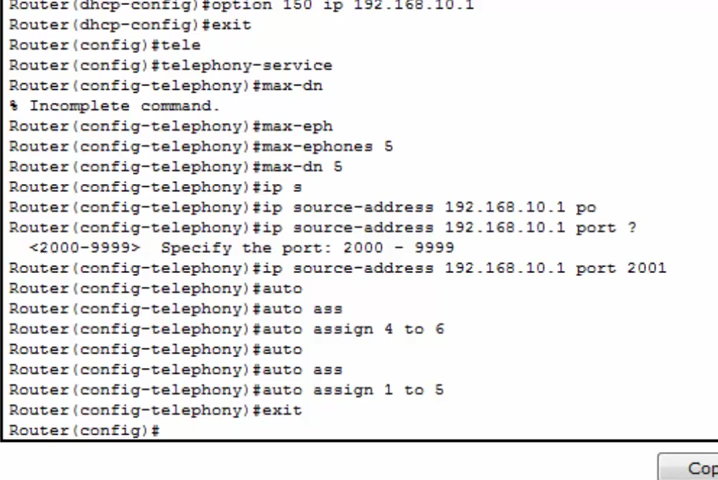 Router(dhcp-config)#option 150 ip 192.168.10.1
Router(dhcp-config)#exit
Router(config)#tele
Router(config)#telephony-service
Router(config-telephony)#max-dn
% Incomplete command.
Router(config-telephony)#max-eph
Router(config-telephony)#max-ephones 5
Router(config-telephony)#max-dn 5
Router(config-telephony)#ip s
Router(config-telephony)#ip source-address 192.168.10.1 po
Router(config-telephony)#ip source-address 192.168.10.1 port ?
  <2000-9999>  Specify the port: 2000 - 9999
Router(config-telephony)#ip source-address 192.168.10.1 port 2001
Router(config-telephony)#auto
Router(config-telephony)#auto ass
Router(config-telephony)#auto assign 4 to 6
Router(config-telephony)#auto
Router(config-telephony)#auto ass
Router(config-telephony)#auto assign 1 to 5
Router(config-telephony)#exit
Router(config)#
Cop